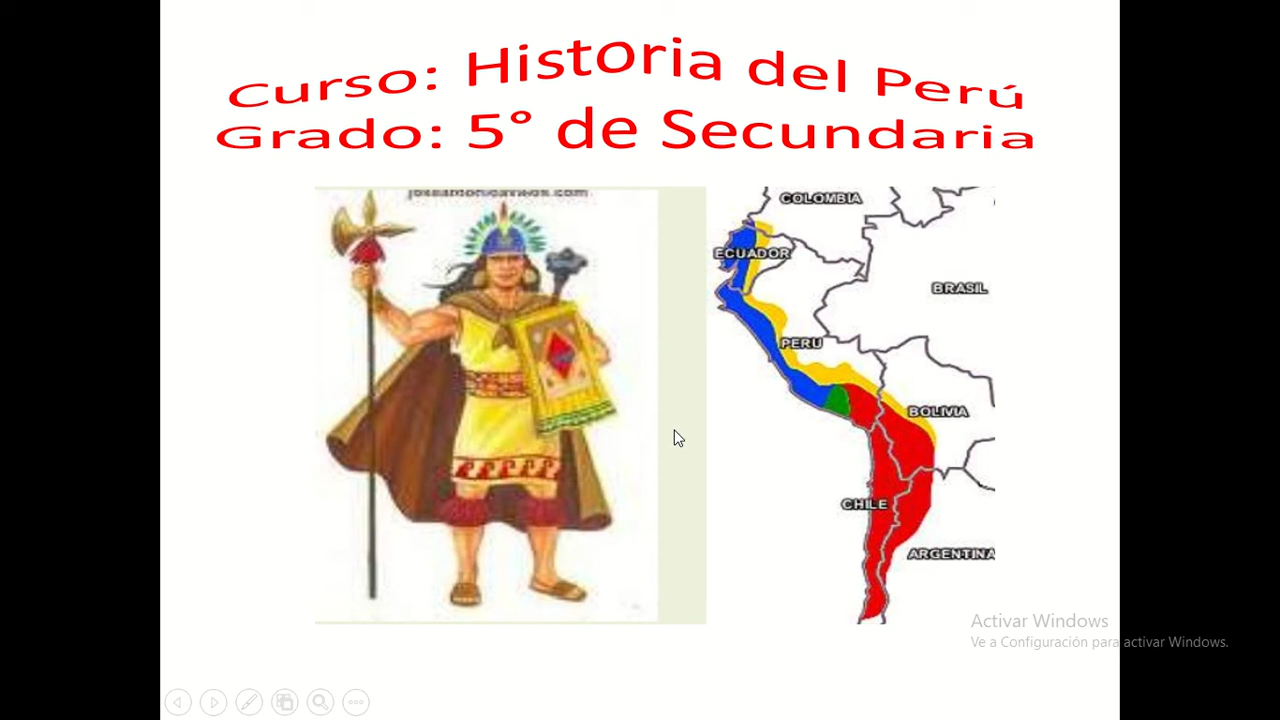 Curso: Historia del Perú
Grado: 5° de Secundaria
COLOMBIA
ECUADOR
BRASIL
PERU
BOLIVIA
CHILE
ARGENTINA
Activar Windows
Ve a Configuración para activar Windows.